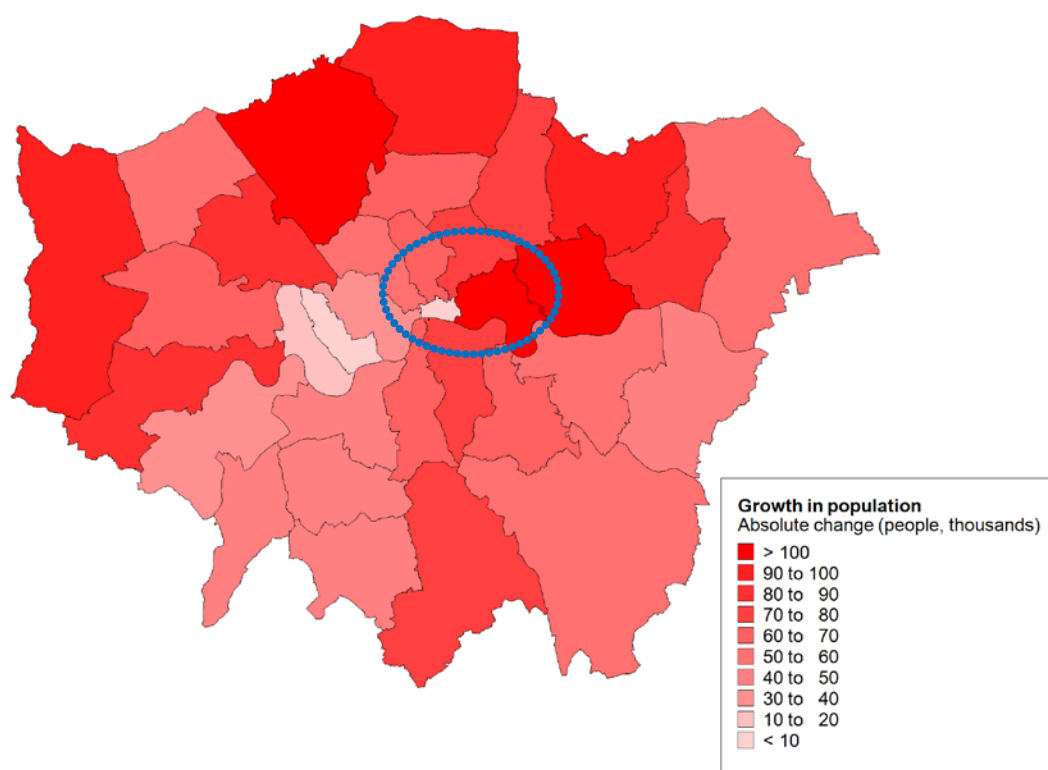 Growth in population
Absolute change (people, thousands)
> 100
90 to 100
80 to 90
70 to 80
60 to 70
50 to 60
40 to 50
30 to 40
10 to 20
< 10